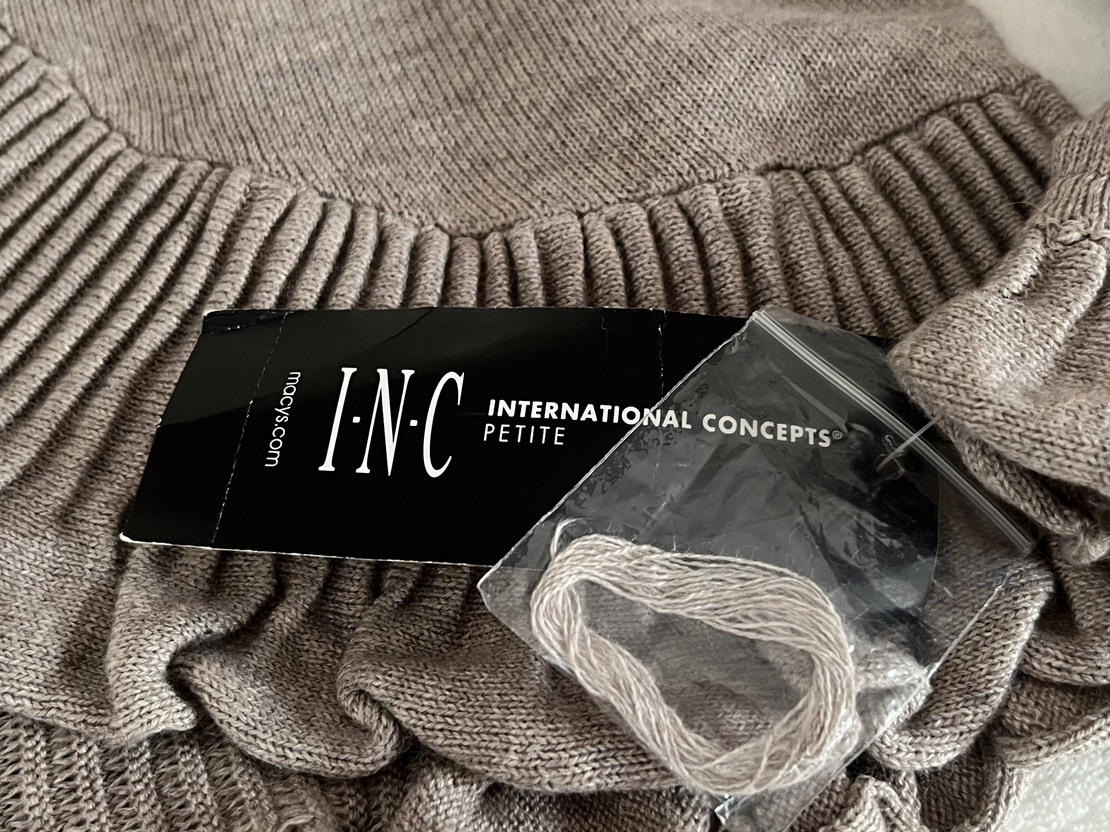 macys.com
I·N·C
INTERNATIONAL CONCEPTS®
PETITE